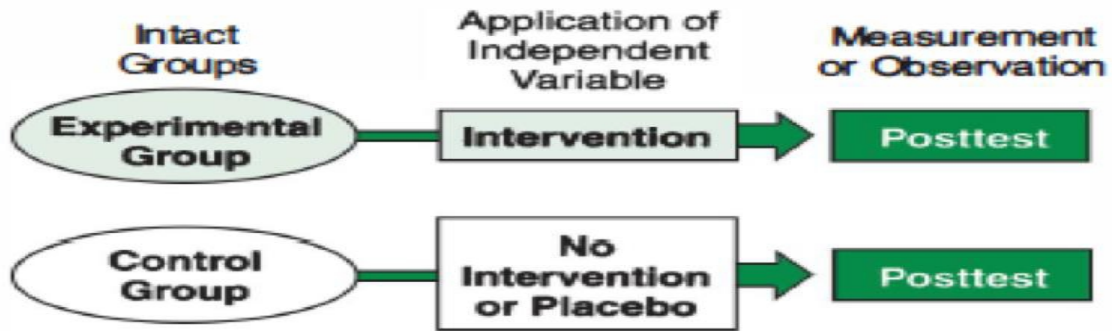 Intact
Groups
Application of
Independent
Variable
Measurement
or Observation
Experimental
Group
Intervention
Posttest
Control
Group
No
Intervention
or Placebo
Posttest